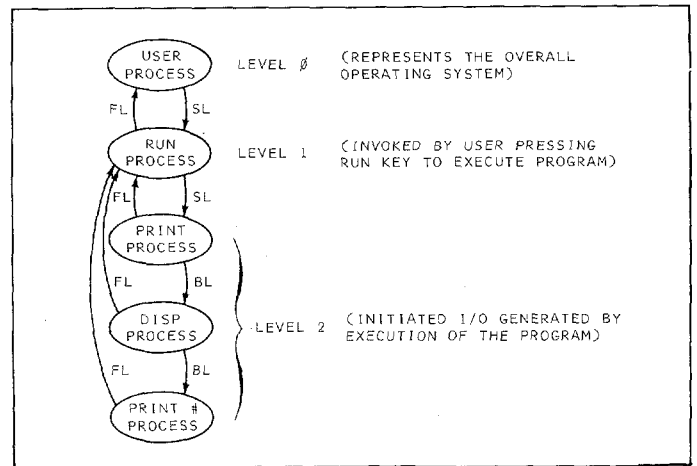 USER
PROCESS
LEVEL Ø
(REPRESENTS THE OVERALL
OPERATING SYSTEM)
FL
SL
RUN
PROCESS
LEVEL 1
(INVOKED BY USER PRESSING
RUN KEY TO EXECUTE PROGRAM)
FL
SL
PRINT
PROCESS
FL
BL
DISP
PROCESS
LEVEL 2
(INITIATED I/O GENERATED BY
EXECUTION OF THE PROGRAM)
FL
BL
PRINT #
PROCESS